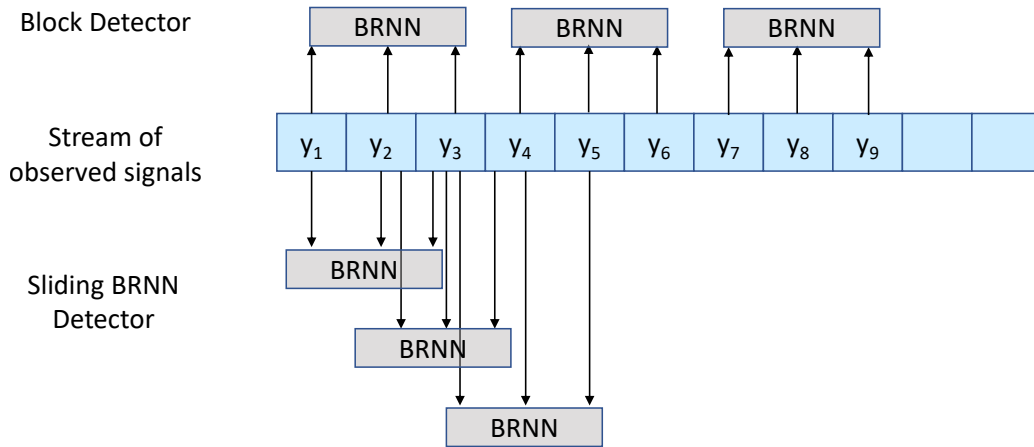 Block Detector
BRNN BRNN BRNN
Stream of
observed signals
y₁ y₂ y₃ y₄ y₅ y₆ y₇ y₈ y₉
Sliding BRNN
Detector
BRNN
BRNN
BRNN